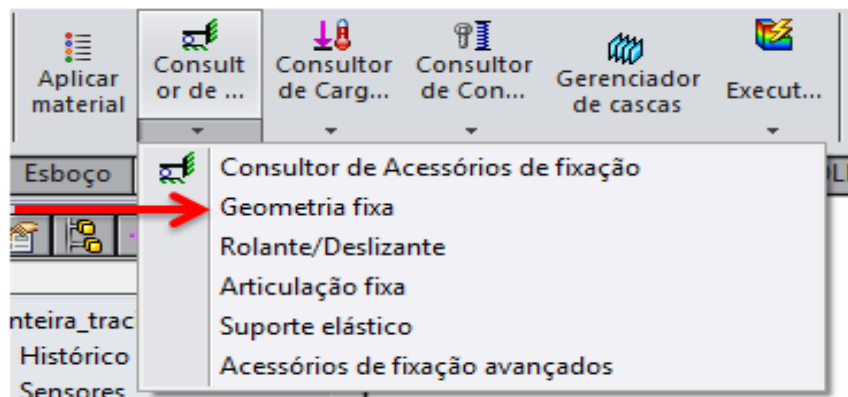 Aplicar
material
Consult
or de ...
Consultor
de Carg...
Consultor
de Con...
Gerenciador
de cascas
Execut...
Esboço
Consultor de Acessórios de fixação
Geometria fixa
Rolante/Deslizante
Articulação fixa
Suporte elástico
Acessórios de fixação avançados
nteira_trac
Histórico
Sensores